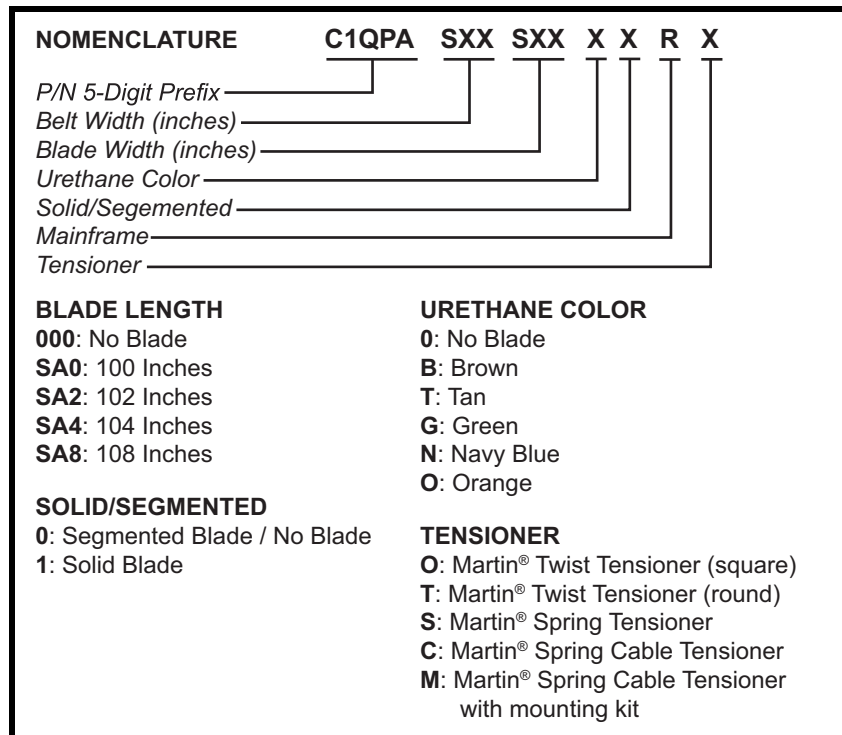 NOMENCLATURE C1QPA SXX SXX X X R X
P/N 5-Digit Prefix
Belt Width (inches)
Blade Width (inches)
Urethane Color
Solid/Segemented
Mainframe
Tensioner
BLADE LENGTH
000: No Blade
SA0: 100 Inches
SA2: 102 Inches
SA4: 104 Inches
SA8: 108 Inches
SOLID/SEGMENTED
0: Segmented Blade / No Blade
1: Solid Blade
URETHANE COLOR
0: No Blade
B: Brown
T: Tan
G: Green
N: Navy Blue
O: Orange
TENSIONER
O: Martin® Twist Tensioner (square)
T: Martin® Twist Tensioner (round)
S: Martin® Spring Tensioner
C: Martin® Spring Cable Tensioner
M: Martin® Spring Cable Tensioner
with mounting kit